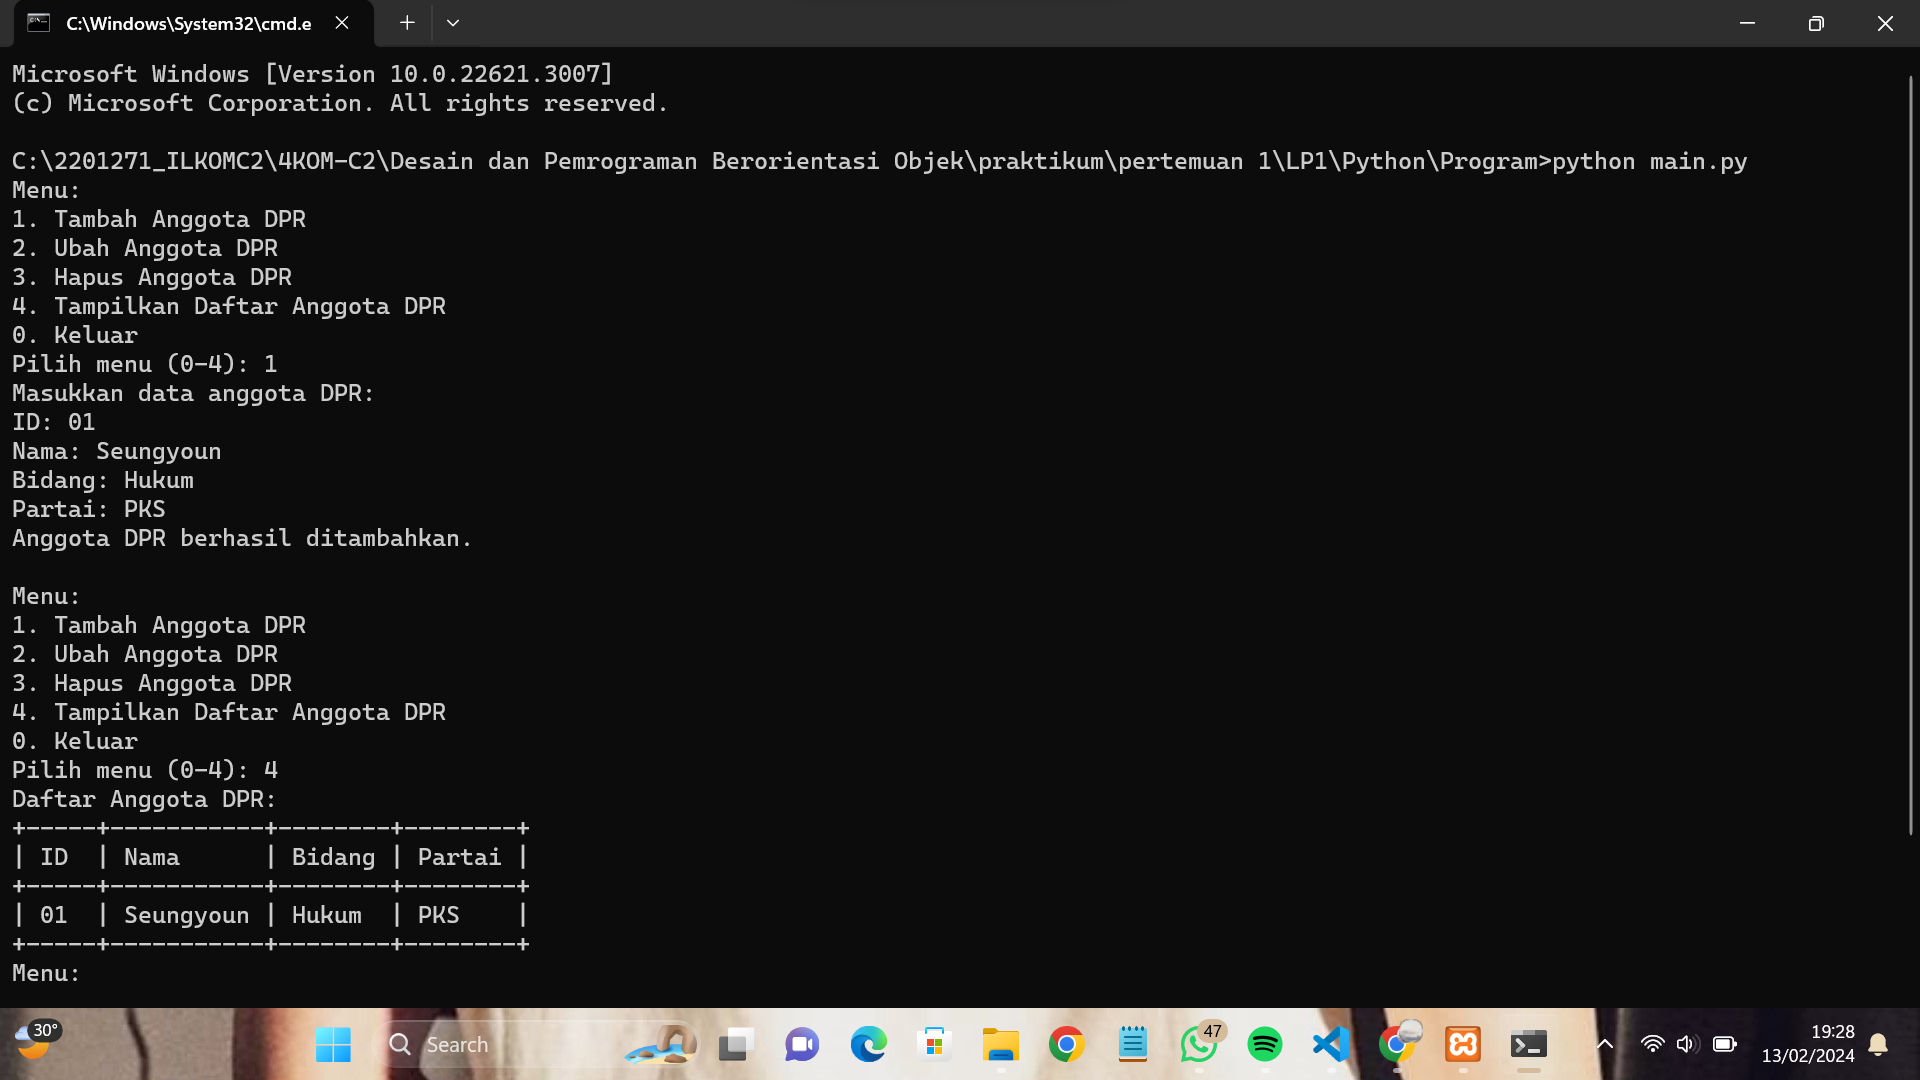 C:\Windows\System32\cmd.e
Microsoft Windows [Version 10.0.22621.3007]
(c) Microsoft Corporation. All rights reserved.
C:\2201271_ILKOMC2\4KOM-C2\Desain dan Pemrograman Berorientasi Objek\praktikum\pertemuan 1\LP1\Python\Program>python main.py
Menu:
1. Tambah Anggota DPR
2. Ubah Anggota DPR
3. Hapus Anggota DPR
4. Tampilkan Daftar Anggota DPR
0. Keluar
Pilih menu (0-4): 1
Masukkan data anggota DPR:
ID: 01
Nama: Seungyoun
Bidang: Hukum
Partai: PKS
Anggota DPR berhasil ditambahkan.
Menu:
1. Tambah Anggota DPR
2. Ubah Anggota DPR
3. Hapus Anggota DPR
4. Tampilkan Daftar Anggota DPR
0. Keluar
Pilih menu (0-4): 4
Daftar Anggota DPR:
+-----+-----------+--------+--------+
| ID  | Nama      | Bidang | Partai |
+-----+-----------+--------+--------+
| 01  | Seungyoun | Hukum  | PKS    |
+-----+-----------+--------+--------+
Menu:
30°
Search
47
19:28
13/02/2024